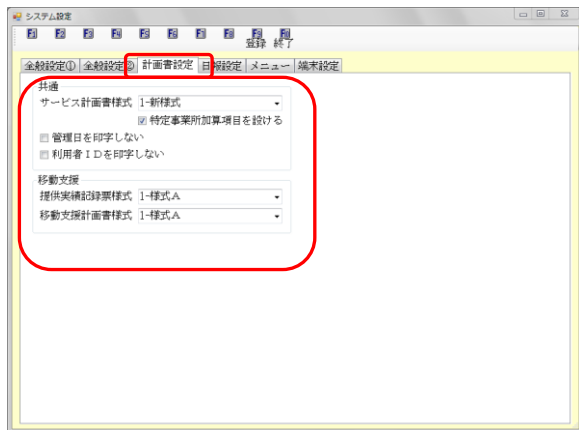 システム設定
F1 F2 F3 F4 F5 F6 F7 F8 F9 F10
登録 終了
全般設定① 全般設定② 計画書設定 日報設定 メニュー 端末設定
共通
サービス計画書様式 1-新様式
特定事業所加算項目を設ける
管理日を印字しない
利用者IDを印字しない
移動支援
提供実績記録票様式 1-様式A
移動支援計画書様式 1-様式A